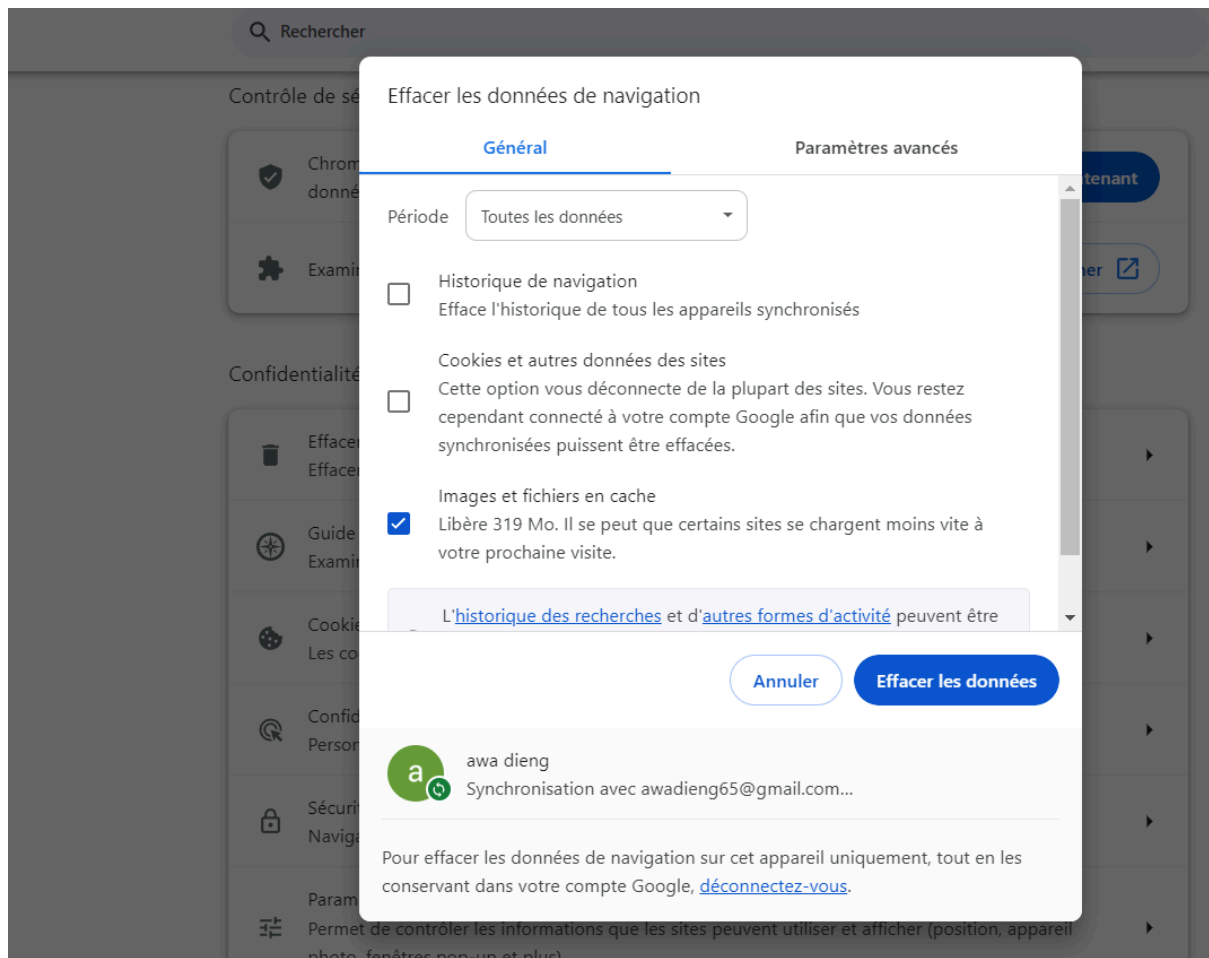 Rechercher
Contrôle de sé
Effacer les données de navigation
Général
Paramètres avancés
Chrom
donné
tenant
Période
Toutes les données
Examin
ner
Historique de navigation
Efface l'historique de tous les appareils synchronisés
Confidentialité
Cookies et autres données des sites
Cette option vous déconnecte de la plupart des sites. Vous restez
cependant connecté à votre compte Google afin que vos données
synchronisées puissent être effacées.
Effacer
Effacer
Images et fichiers en cache
Libère 319 Mo. Il se peut que certains sites se chargent moins vite à
votre prochaine visite.
Guide
Examin
L'historique des recherches et d'autres formes d'activité peuvent être
Cookie
Les co
Annuler
Effacer les données
Confid
Person
awa dieng
Synchronisation avec awadieng65@gmail.com...
Sécurit
Naviga
Pour effacer les données de navigation sur cet appareil uniquement, tout en les
conservant dans votre compte Google, déconnectez-vous.
Param
Permet de contrôler les informations que les sites peuvent utiliser et afficher (position, appareil
photo, fenêtres pop-up et plus)